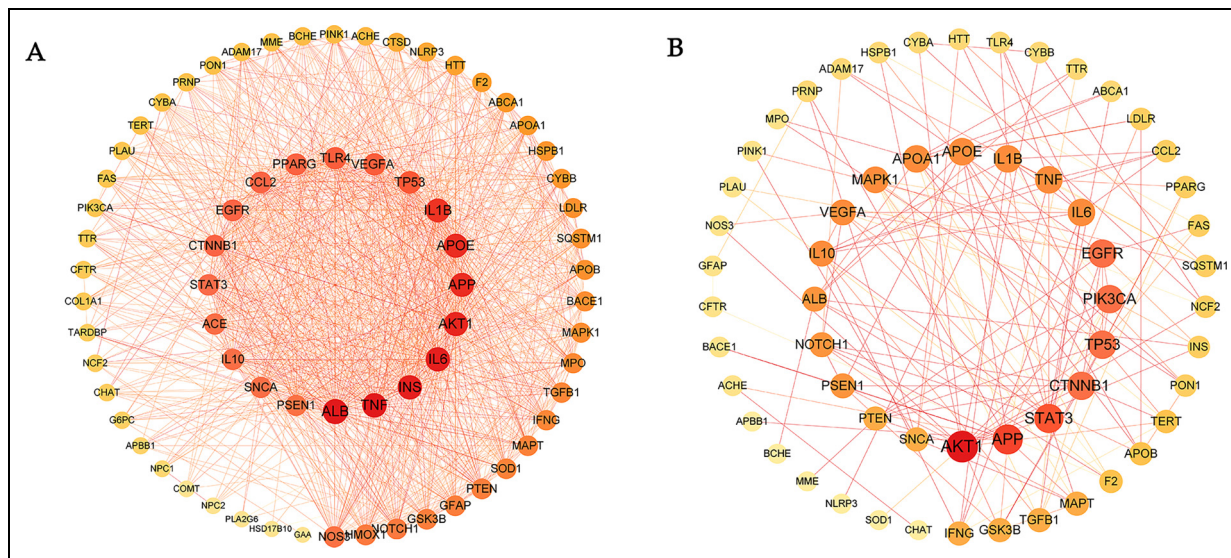 A
PINK1
ACHE
CTSD
NLRP3
HTT
F2
ABCA1
APOA1
HSPB1
CYBB
LDLR
SQSTM1
APOB
BACE1
MAPK1
MPO
TGFB1
IFNG
MAPT
SOD1
PTEN
GFAP
GSK3B
NOTCH1
HMOX1
NOS3
GAA
HSD17B10
PLA2G6
NPC2
COMT
NPC1
APBB1
G6PC
CHAT
NCF2
TARDBP
COL1A1
CFTR
TTR
PIK3CA
FAS
PLAU
TERT
CYBA
PRNP
PON1
ADAM17
MME
BCHE
TLR4
VEGFA
TP53
IL1B
APOE
APP
AKT1
IL6
INS
TNF
ALB
PSEN1
SNCA
IL10
ACE
STAT3
CTNNB1
EGFR
CCL2
PPARG
B
HTT
TLR4
CYBB
TTR
ABCA1
LDLR
CCL2
PPARG
FAS
SQSTM1
NCF2
INS
PON1
TERT
APOB
F2
MAPT
TGFB1
GSK3B
IFNG
CHAT
SOD1
NLRP3
MME
BCHE
APBB1
ACHE
BACE1
CFTR
GFAP
NOS3
PLAU
PINK1
MPO
PRNP
ADAM17
HSPB1
CYBA
APOE
IL1B
TNF
IL6
EGFR
PIK3CA
TP53
CTNNB1
STAT3
APP
AKT1
SNCA
PTEN
PSEN1
NOTCH1
ALB
IL10
VEGFA
MAPK1
APOA1